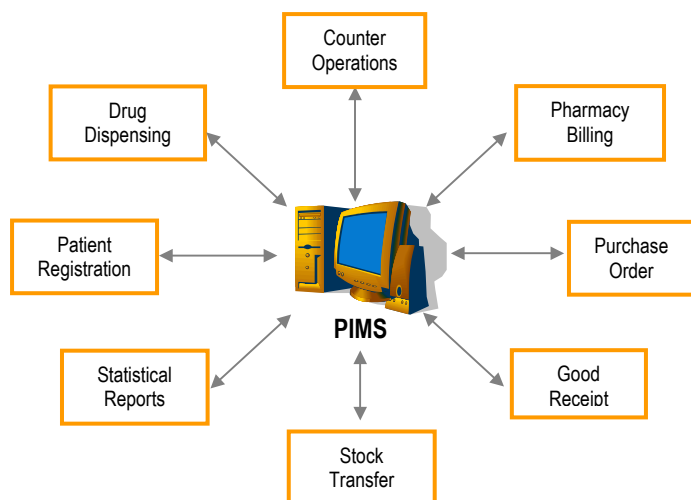 Counter
Operations
Drug
Dispensing
Pharmacy
Billing
Patient
Registration
Purchase
Order
PIMS
Statistical
Reports
Good
Receipt
Stock
Transfer